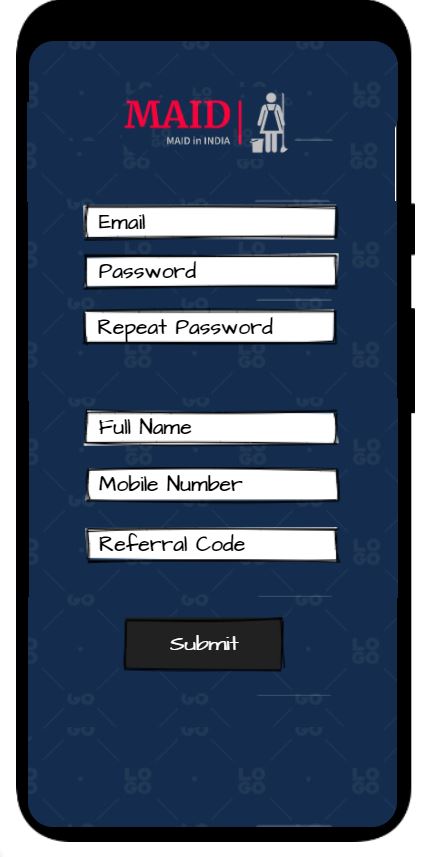 MAID
MAID in INDIA
Email
Password
Repeat Password
Full Name
Mobile Number
Referral Code
Submit